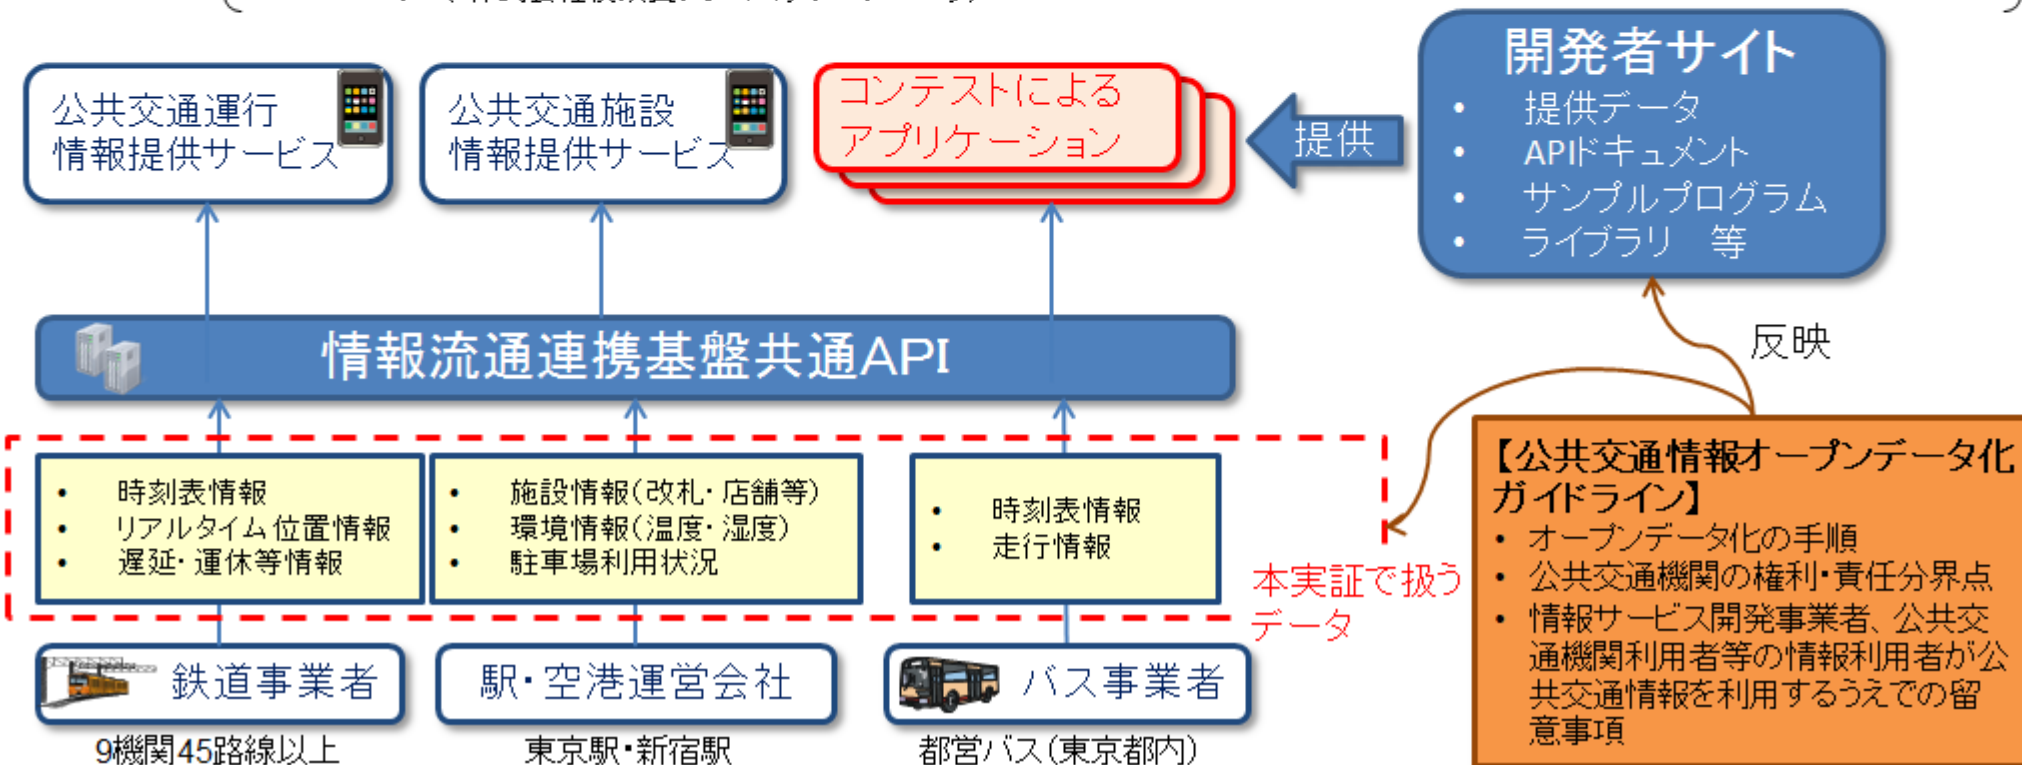 公共交通運行
情報提供サービス
公共交通施設
情報提供サービス
コンテストによる
アプリケーション
提供
開発者サイト
• 提供データ
• APIドキュメント
• サンプルプログラム
• ライブラリ 等
情報流通連携基盤共通API
反映
• 時刻表情報
• リアルタイム位置情報
• 遅延・運休等情報
• 施設情報(改札・店舗等)
• 環境情報(温度・湿度)
• 駐車場利用状況
• 時刻表情報
• 走行情報
本実証で扱う
データ
【公共交通情報オープンデータ化
ガイドライン】
• オープンデータ化の手順
• 公共交通機関の権利・責任分界点
• 情報サービス開発事業者、公共交
通機関利用者等の情報利用者が公
共交通情報を利用するうえでの留
意事項
鉄道事業者
駅・空港運営会社
バス事業者
9機関45路線以上
東京駅・新宿駅
都営バス(東京都内)